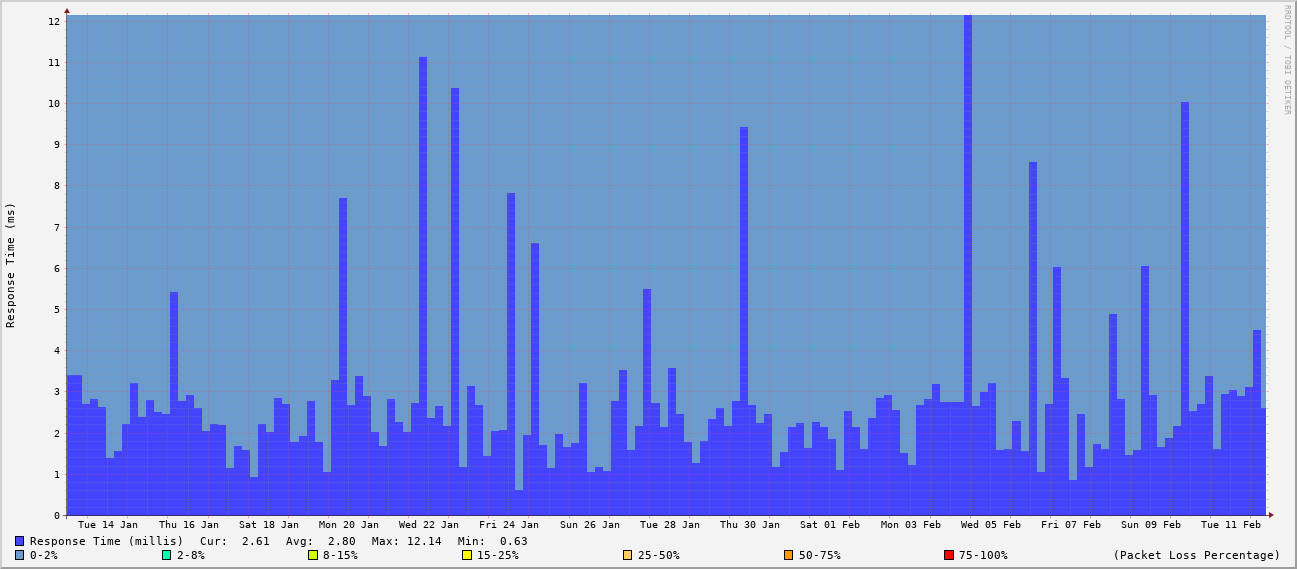 RRDTOOL / TOBI OETIKER
Response Time (ms)
12
11
10
9
8
7
6
5
4
3
2
1
0
Tue 14 Jan Thu 16 Jan Sat 18 Jan Mon 20 Jan Wed 22 Jan Fri 24 Jan Sun 26 Jan Tue 28 Jan Thu 30 Jan Sat 01 Feb Mon 03 Feb Wed 05 Feb Fri 07 Feb Sun 09 Feb Tue 11 Feb
Response Time (millis) Cur: 2.61 Avg: 2.80 Max: 12.14 Min: 0.63
0-2% 2-8% 8-15% 15-25% 25-50% 50-75% 75-100% (Packet Loss Percentage)